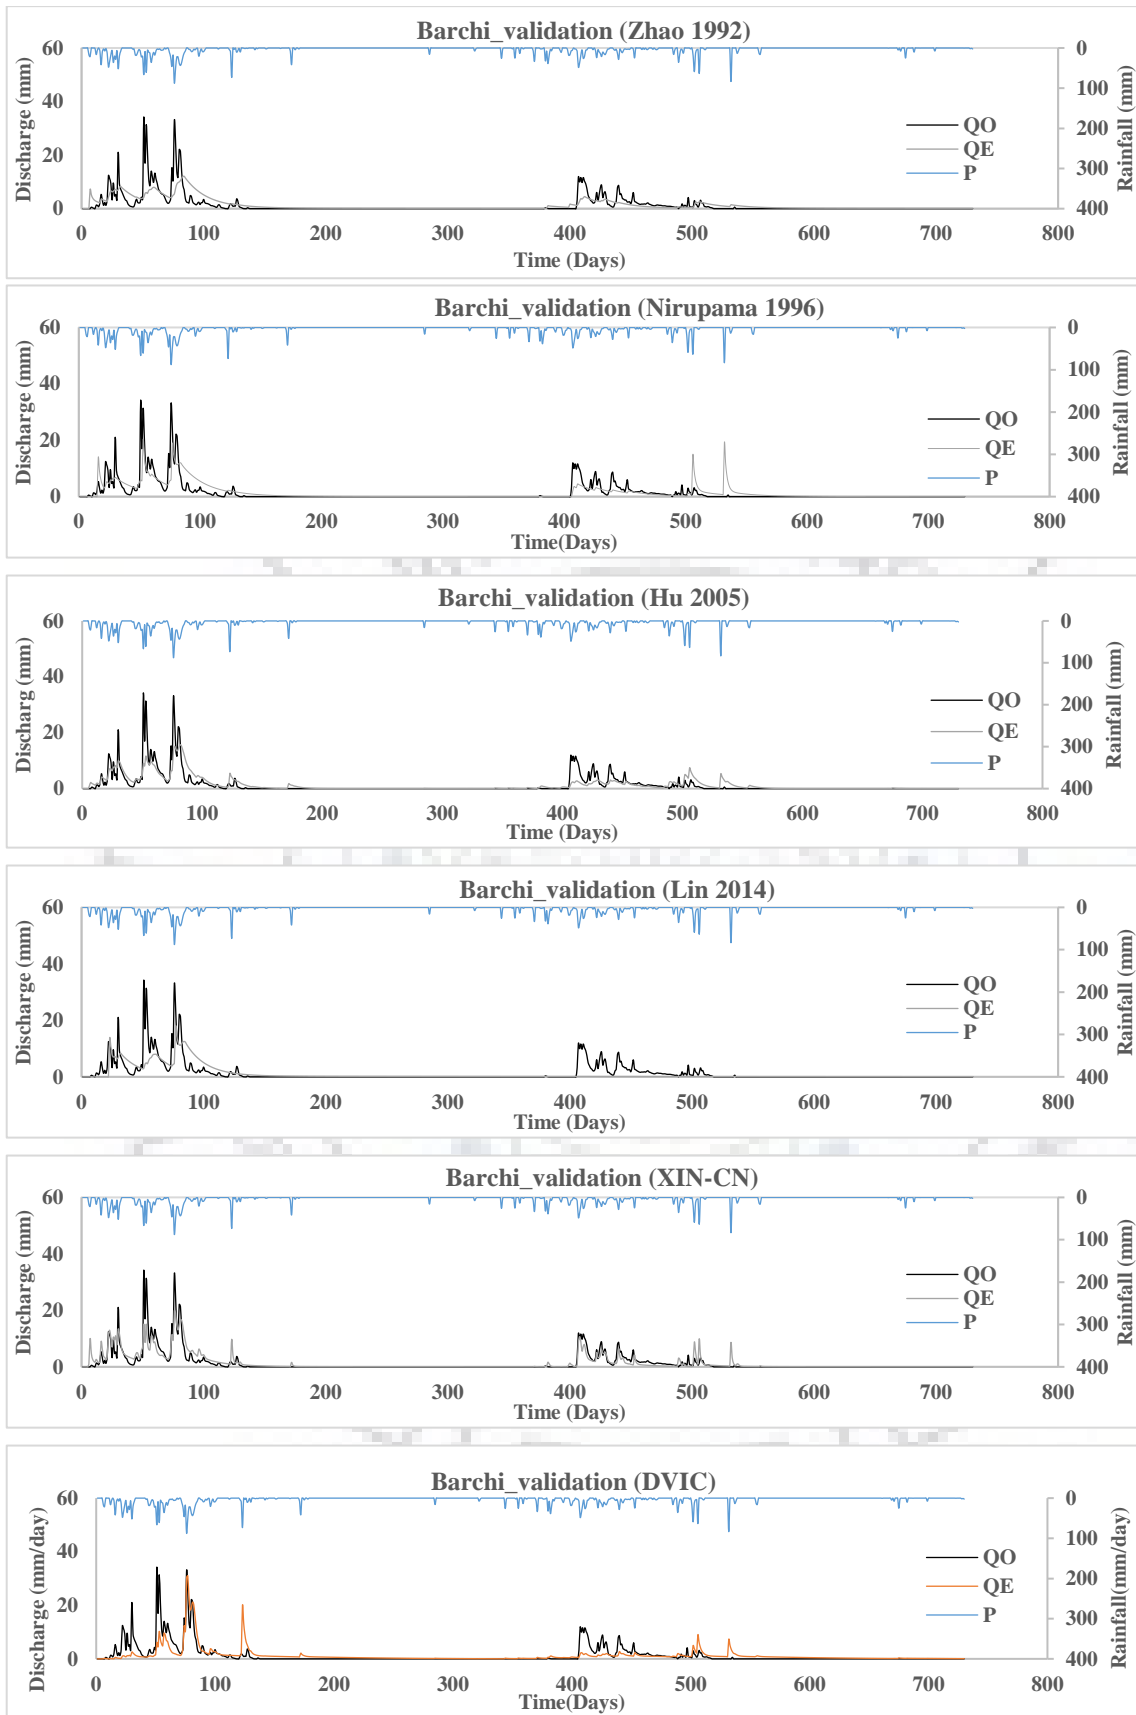 Barchi_validation (Zhao 1992)
60 40 20 0
Discharge (mm)
0 100 200 300 400
Rainfall (mm)
QO
QE
P
0 100 200 300 400 500 600 700 800
Time (Days)
Barchi_validation (Nirupama 1996)
60 40 20 0
Discharge (mm)
0 100 200 300 400
Rainfall (mm)
QO
QE
P
0 100 200 300 400 500 600 700 800
Time(Days)
Barchi_validation (Hu 2005)
60 40 20 0
Discharg (mm)
0 100 200 300 400
Rainfall (mm)
QO
QE
P
0 100 200 300 400 500 600 700 800
Time (Days)
Barchi_validation (Lin 2014)
60 40 20 0
Discharge (mm)
0 100 200 300 400
Rainfall (mm)
QO
QE
P
0 100 200 300 400 500 600 700 800
Time (Days)
Barchi_validation (XIN-CN)
60 40 20 0
Discharge (mm)
0 100 200 300 400
Rainfall (mm)
QO
QE
P
0 100 200 300 400 500 600 700 800
Time (Days)
Barchi_validation (DVIC)
60 40 20 0
Discharge (mm/day)
0 100 200 300 400
Rainfall(mm/day)
QO
QE
P
0 100 200 300 400 500 600 700 800
Time(Days)